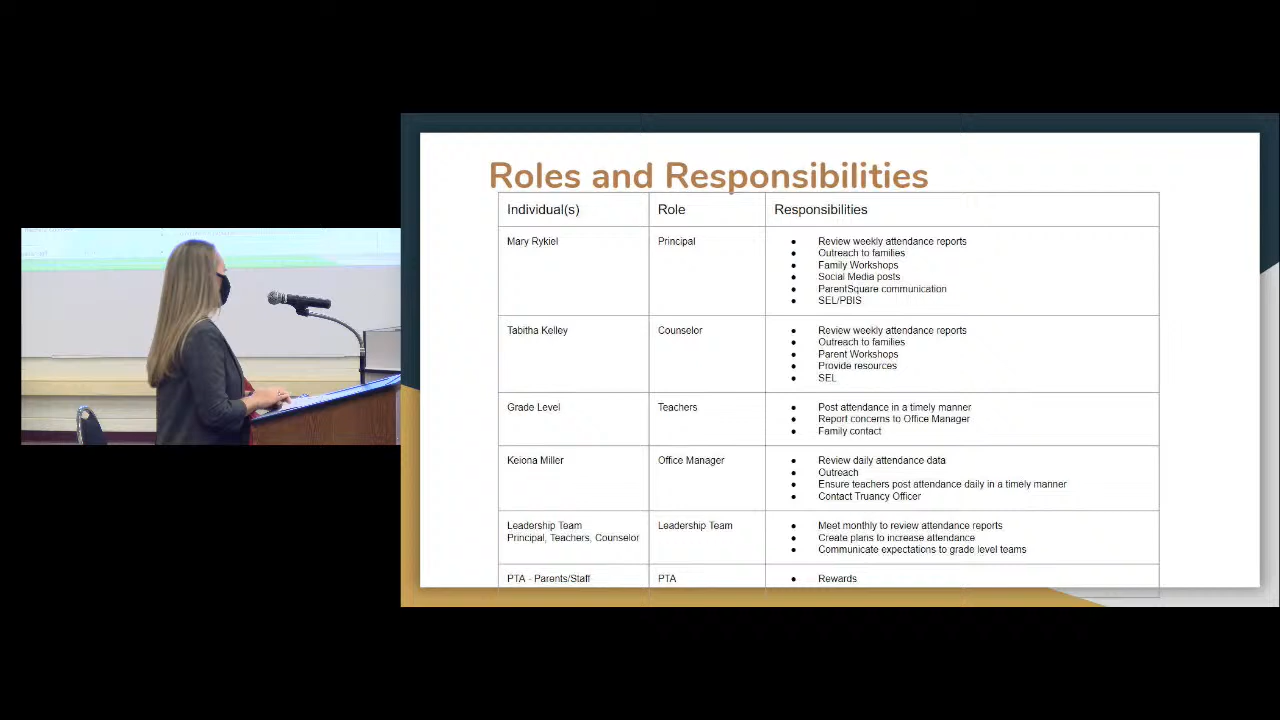 Roles and Responsibilities
Individual(s) Role Responsibilities
Mary Rykiel Principal
● Review weekly attendance reports
● Outreach to families
● Family Workshops
● Social Media posts
● ParentSquare communication
● SEL/PBIS
Tabitha Kelley Counselor
● Review weekly attendance reports
● Outreach to families
● Parent Workshops
● Provide resources
● SEL
Grade Level Teachers
● Post attendance in a timely manner
● Report concerns to Office Manager
● Family contact
Keiona Miller Office Manager
● Review daily attendance data
● Outreach
● Ensure teachers post attendance daily in a timely manner
● Contact Truancy Officer
Leadership Team
Principal, Teachers, Counselor
Leadership Team
● Meet monthly to review attendance reports
● Create plans to increase attendance
● Communicate expectations to grade level teams
PTA - Parents/Staff PTA
● Rewards